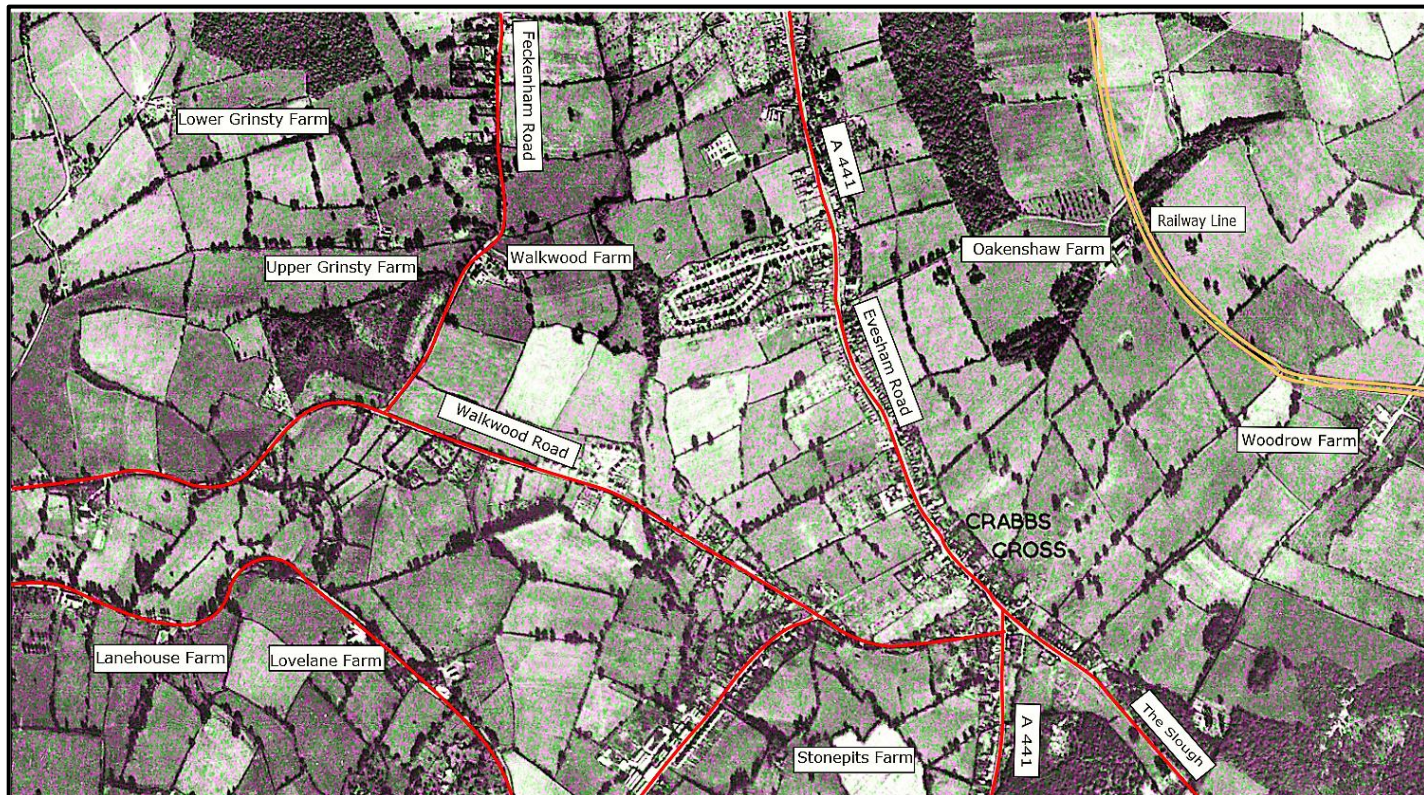 Feckenham Road
A 441
Lower Grinsty Farm
Railway Line
Oakenshaw Farm
Walkwood Farm
Upper Grinsty Farm
Evesham Road
Walkwood Road
Woodrow Farm
CRABBS
CROSS
Lanehouse Farm
Lovelane Farm
The Slough
A 441
Stonepits Farm